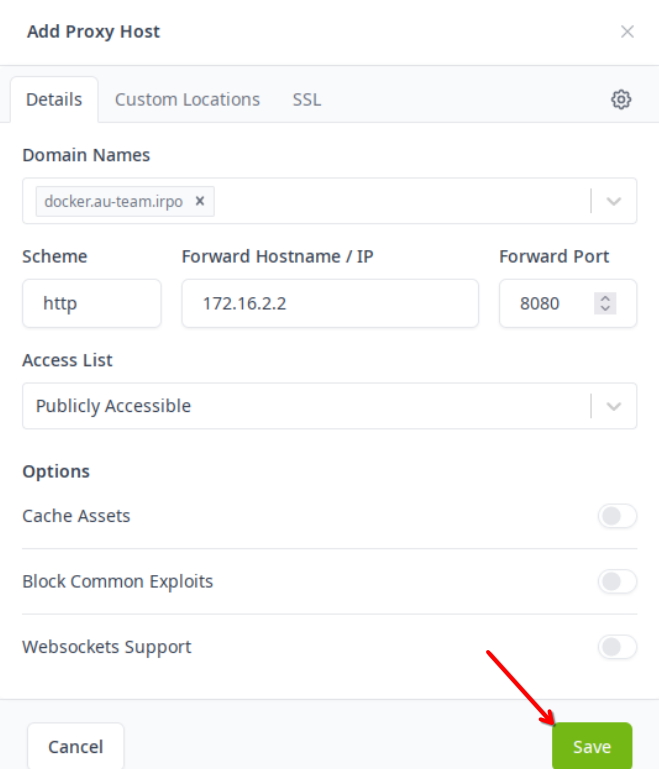 Add Proxy Host
Details Custom Locations SSL
Domain Names
docker.au-team.irpo
Scheme Forward Hostname / IP Forward Port
http 172.16.2.2 8080
Access List
Publicly Accessible
Options
Cache Assets
Block Common Exploits
Websockets Support
Cancel Save